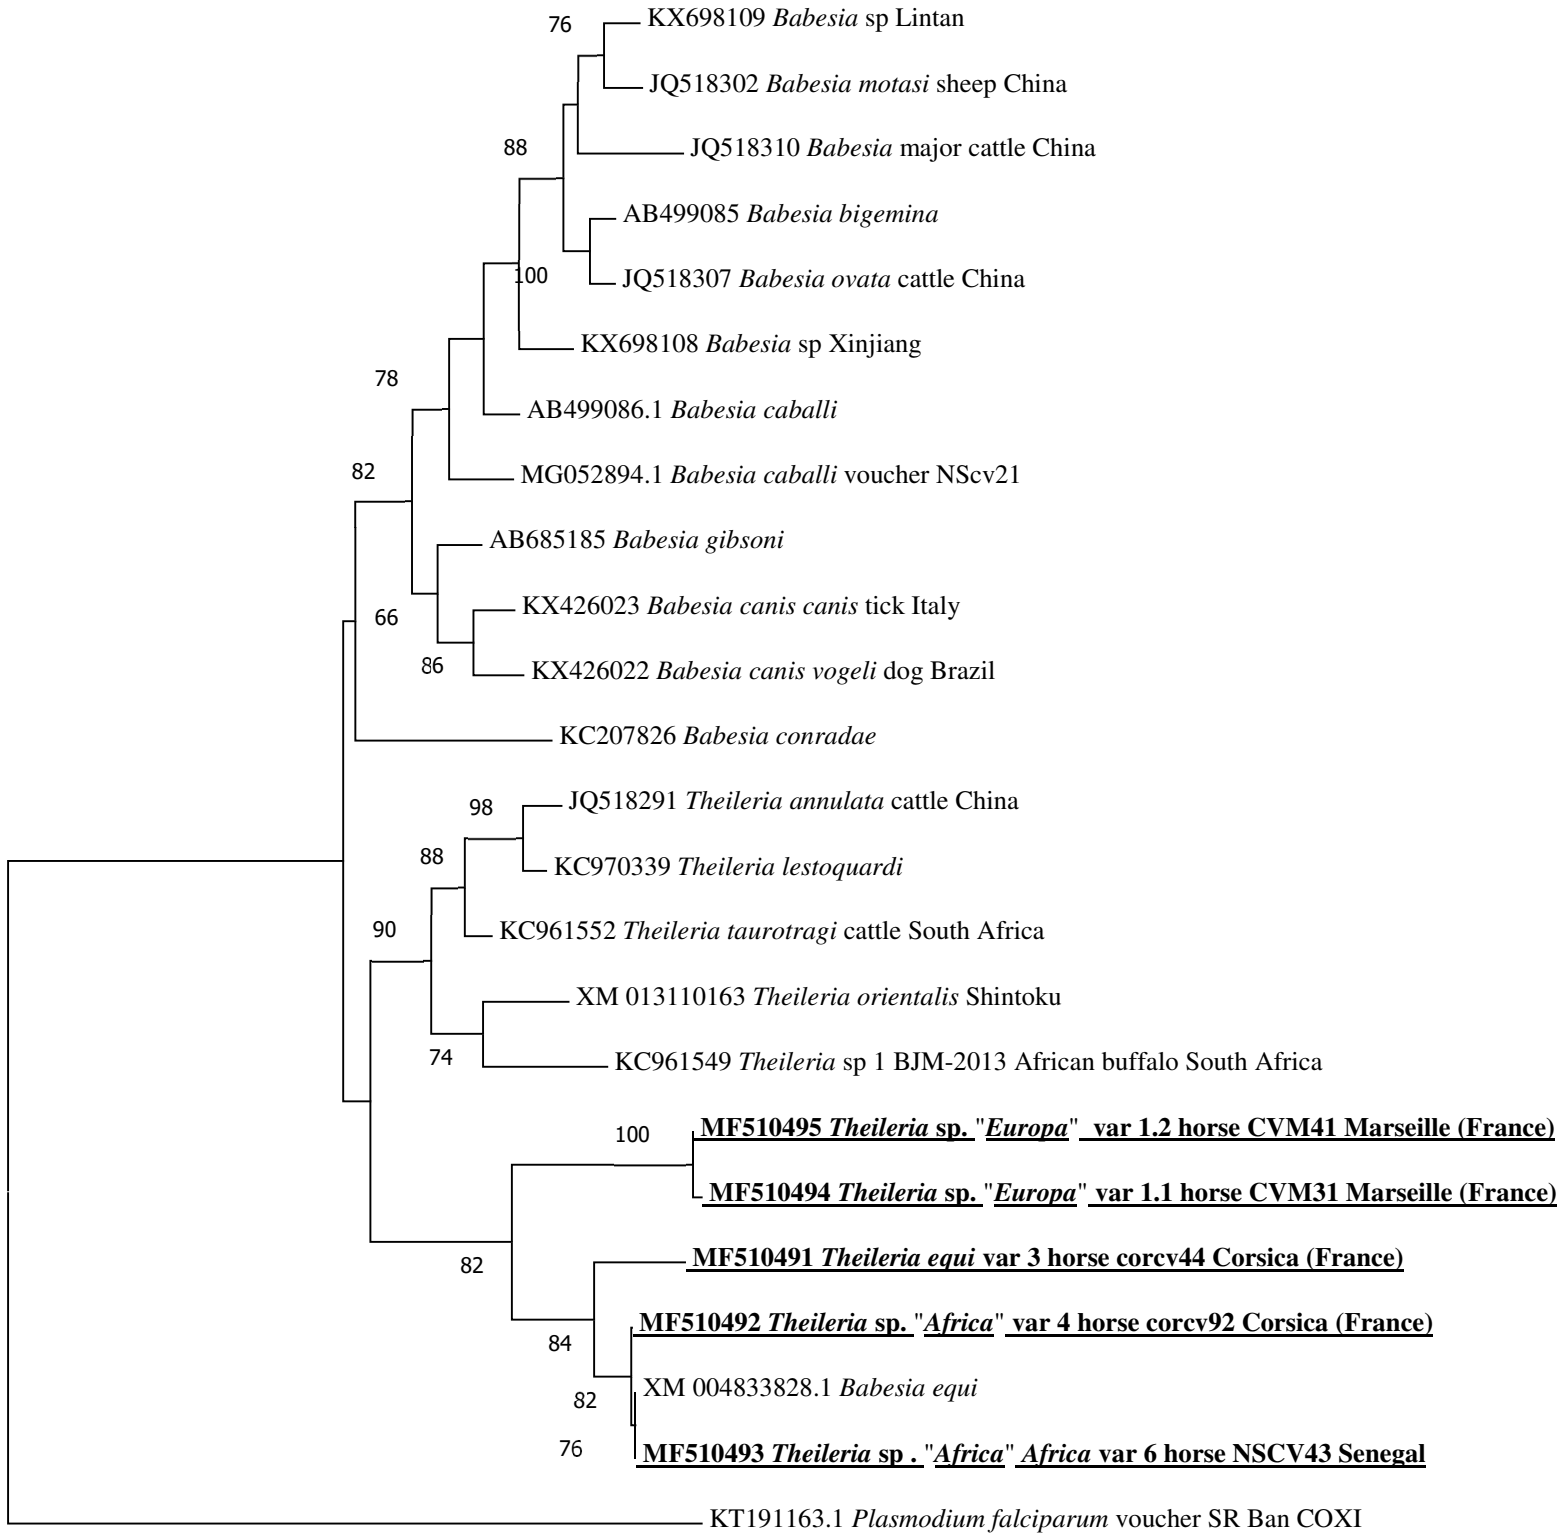 76
KX698109 Babesia sp Lintan
JQ518302 Babesia motasi sheep China
88
JQ518310 Babesia major cattle China
AB499085 Babesia bigemina
100
JQ518307 Babesia ovata cattle China
KX698108 Babesia sp Xinjiang
78
AB499086.1 Babesia caballi
82
MG052894.1 Babesia caballi voucher NScv21
AB685185 Babesia gibsoni
66
KX426023 Babesia canis canis tick Italy
86
KX426022 Babesia canis vogeli dog Brazil
KC207826 Babesia conradae
98
JQ518291 Theileria annulata cattle China
88
KC970339 Theileria lestoquardi
90
KC961552 Theileria taurotragi cattle South Africa
XM 013110163 Theileria orientalis Shintoku
74
KC961549 Theileria sp 1 BJM-2013 African buffalo South Africa
100
MF510495 Theileria sp. "Europa" var 1.2 horse CVM41 Marseille (France)
MF510494 Theileria sp. "Europa" var 1.1 horse CVM31 Marseille (France)
82
MF510491 Theileria equi var 3 horse corcv44 Corsica (France)
84
MF510492 Theileria sp. "Africa" var 4 horse corcv92 Corsica (France)
82
XM 004833828.1 Babesia equi
76
MF510493 Theileria sp . "Africa" Africa var 6 horse NSCV43 Senegal
KT191163.1 Plasmodium falciparum voucher SR Ban COXI